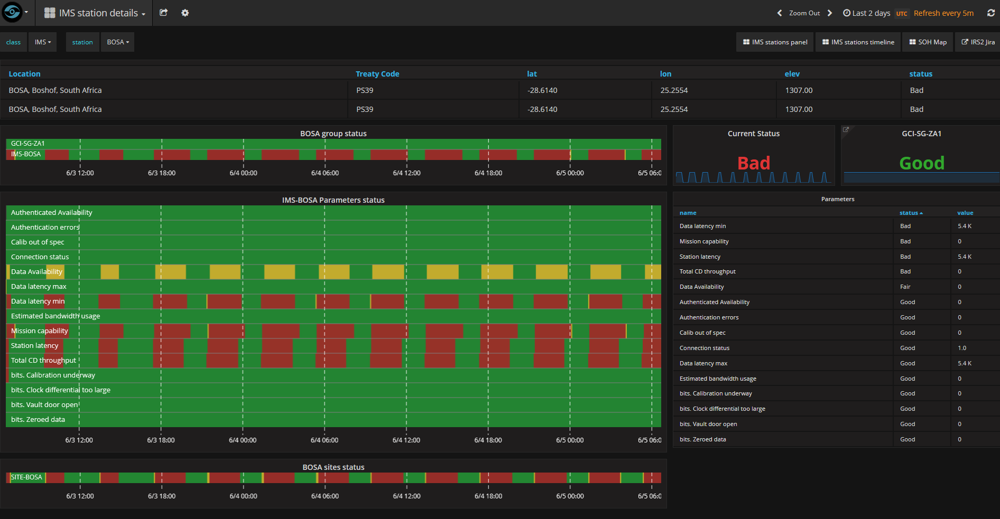 IMS station details
Zoom Out
Last 2 days UTC Refresh every 5m
class IMS station BOSA
IMS stations panel IMS stations timeline SOH Map IRS2 Jira
Location Treaty Code lat lon elev status
BOSA, Boshof, South Africa PS39 -28.6140 25.2554 1307.00 Bad
BOSA, Boshof, South Africa PS39 -28.6140 25.2554 1307.00 Bad
BOSA group status
GCI-SG-ZA1
IMS-BOSA
6/3 12:00 6/3 18:00 6/4 00:00 6/4 06:00 6/4 12:00 6/4 18:00 6/5 00:00 6/5 06:0
Current Status
Bad
GCI-SG-ZA1
Good
IMS-BOSA Parameters status
Authenticated Availability
Authentication errors
Calib out of spec
Connection status
Data Availability
Data latency max
Data latency min
Estimated bandwidth usage
Mission capability
Station latency
Total CD throughput
bits. Calibration underway
bits. Clock differential too large
bits. Vault door open
bits. Zeroed data
6/3 12:00 6/3 18:00 6/4 00:00 6/4 06:00 6/4 12:00 6/4 18:00 6/5 00:00 6/5 06:0
Parameters
name status value
Data latency min Bad 5.4 K
Mission capability Bad 0
Station latency Bad 5.4 K
Total CD throughput Bad 0
Data Availability Fair 0
Authenticated Availability Good 0
Authentication errors Good 0
Calib out of spec Good 0
Connection status Good 1.0
Data latency max Good 5.4 K
Estimated bandwidth usage Good 0
bits. Calibration underway Good 0
bits. Clock differential too large Good 0
bits. Vault door open Good 0
bits. Zeroed data Good 0
BOSA sites status
SITE-BOSA
6/3 12:00 6/3 18:00 6/4 00:00 6/4 06:00 6/4 12:00 6/4 18:00 6/5 00:00 6/5 06:0